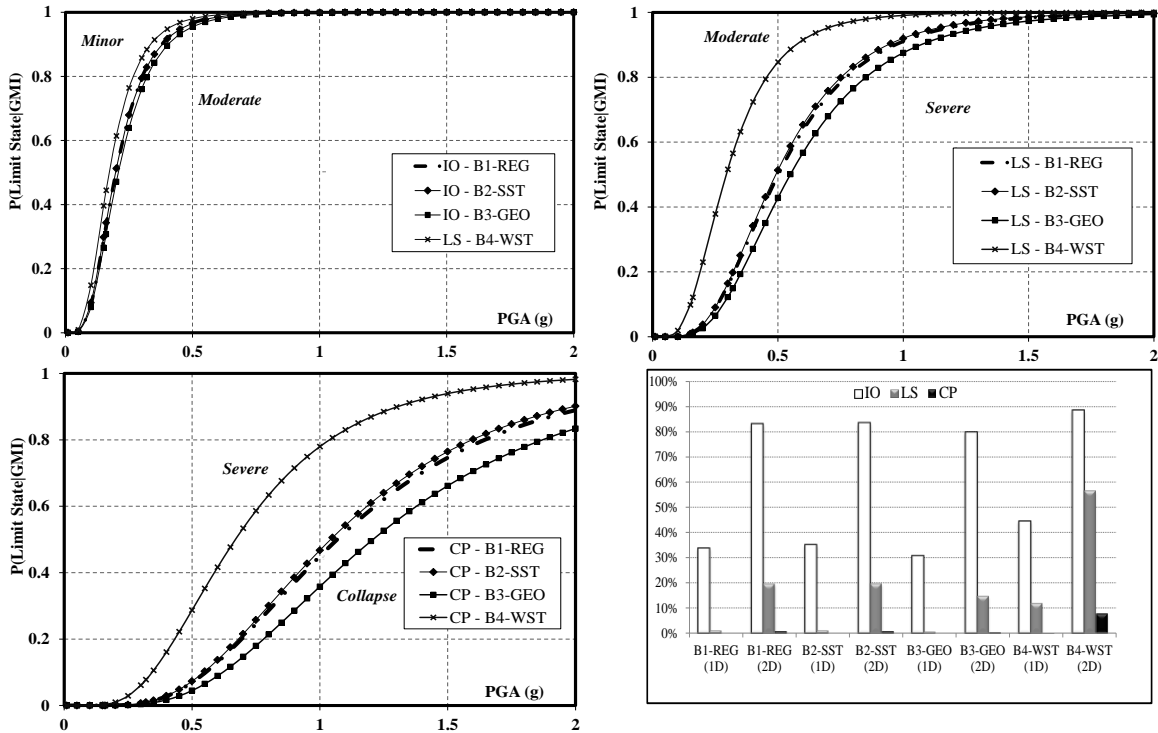 P(Limit State|GMI)
1
0.8
0.6
0.4
0.2
0
Minor
Moderate
IO - B1-REG
IO - B2-SST
IO - B3-GEO
LS - B4-WST
PGA (g)
0 0.5 1 1.5 2
P(Limit State|GMI)
1
0.8
0.6
0.4
0.2
0
Moderate
Severe
LS - B1-REG
LS - B2-SST
LS - B3-GEO
LS - B4-WST
PGA (g)
0 0.5 1 1.5 2
P(Limit State|GMI)
1
0.8
0.6
0.4
0.2
0
Severe
Collapse
CP - B1-REG
CP - B2-SST
CP - B3-GEO
CP - B4-WST
PGA (g)
0 0.5 1 1.5 2
IO LS CP
100%
90%
80%
70%
60%
50%
40%
30%
20%
10%
0%
B1-REG B1-REG B2-SST B2-SST B3-GEO B3-GEO B4-WST B4-WST
(1D) (2D) (1D) (2D) (1D) (2D) (1D) (2D)